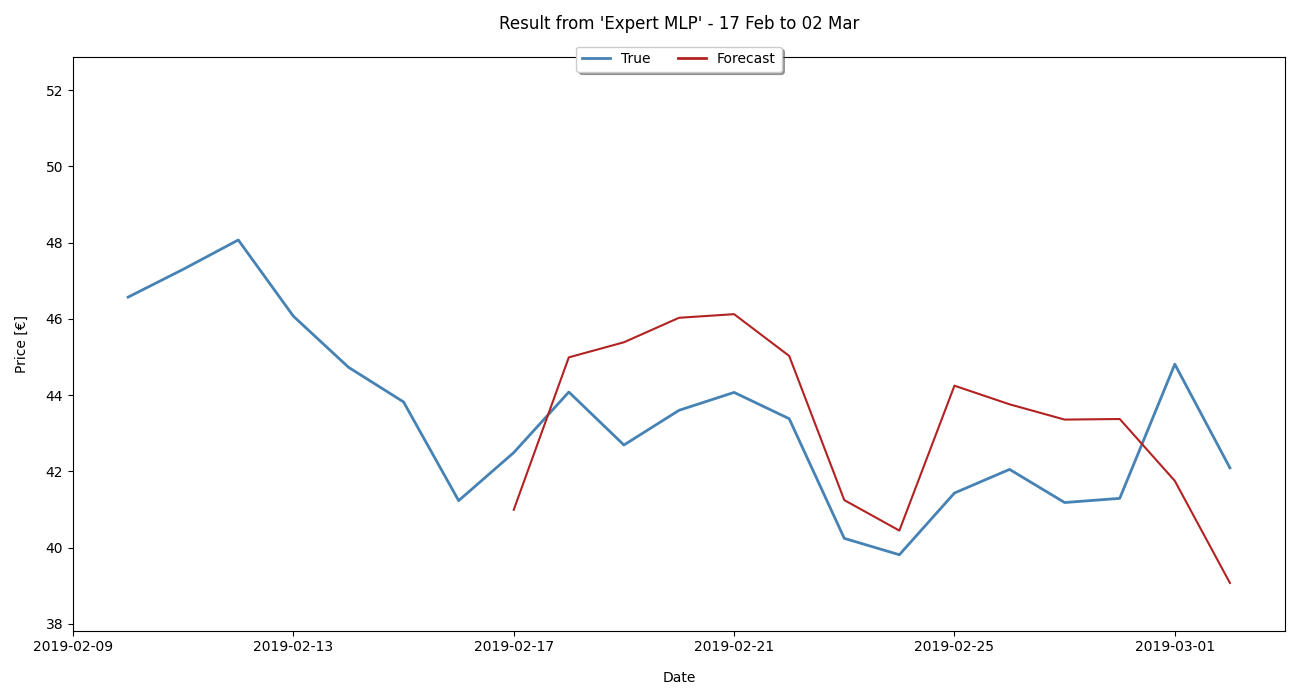 Result from 'Expert MLP' - 17 Feb to 02 Mar
True Forecast
52
50
48
46
44
42
40
38
Price [€]
2019-02-09 2019-02-13 2019-02-17 2019-02-21 2019-02-25 2019-03-01
Date